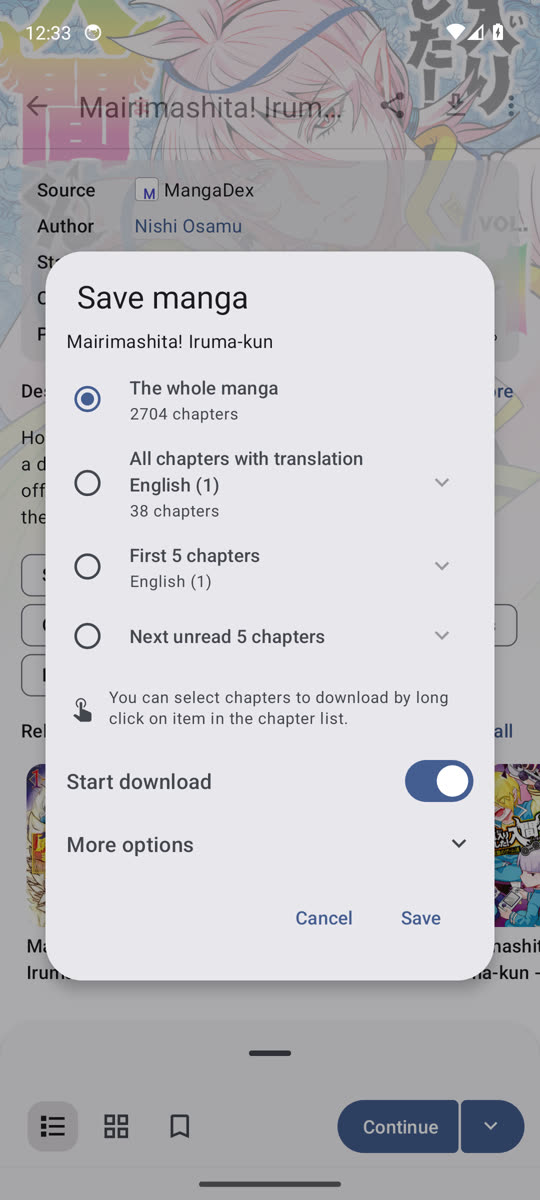 12:33
Mairimashita! Irum...
Source
MangaDex
Author
Nishi Osamu
VOL.
Save manga
Mairimashita! Iruma-kun
The whole manga
2704 chapters
All chapters with translation
English (1)
38 chapters
First 5 chapters
English (1)
Next unread 5 chapters
You can select chapters to download by long
click on item in the chapter list.
Start download
More options
Cancel
Save
Continue